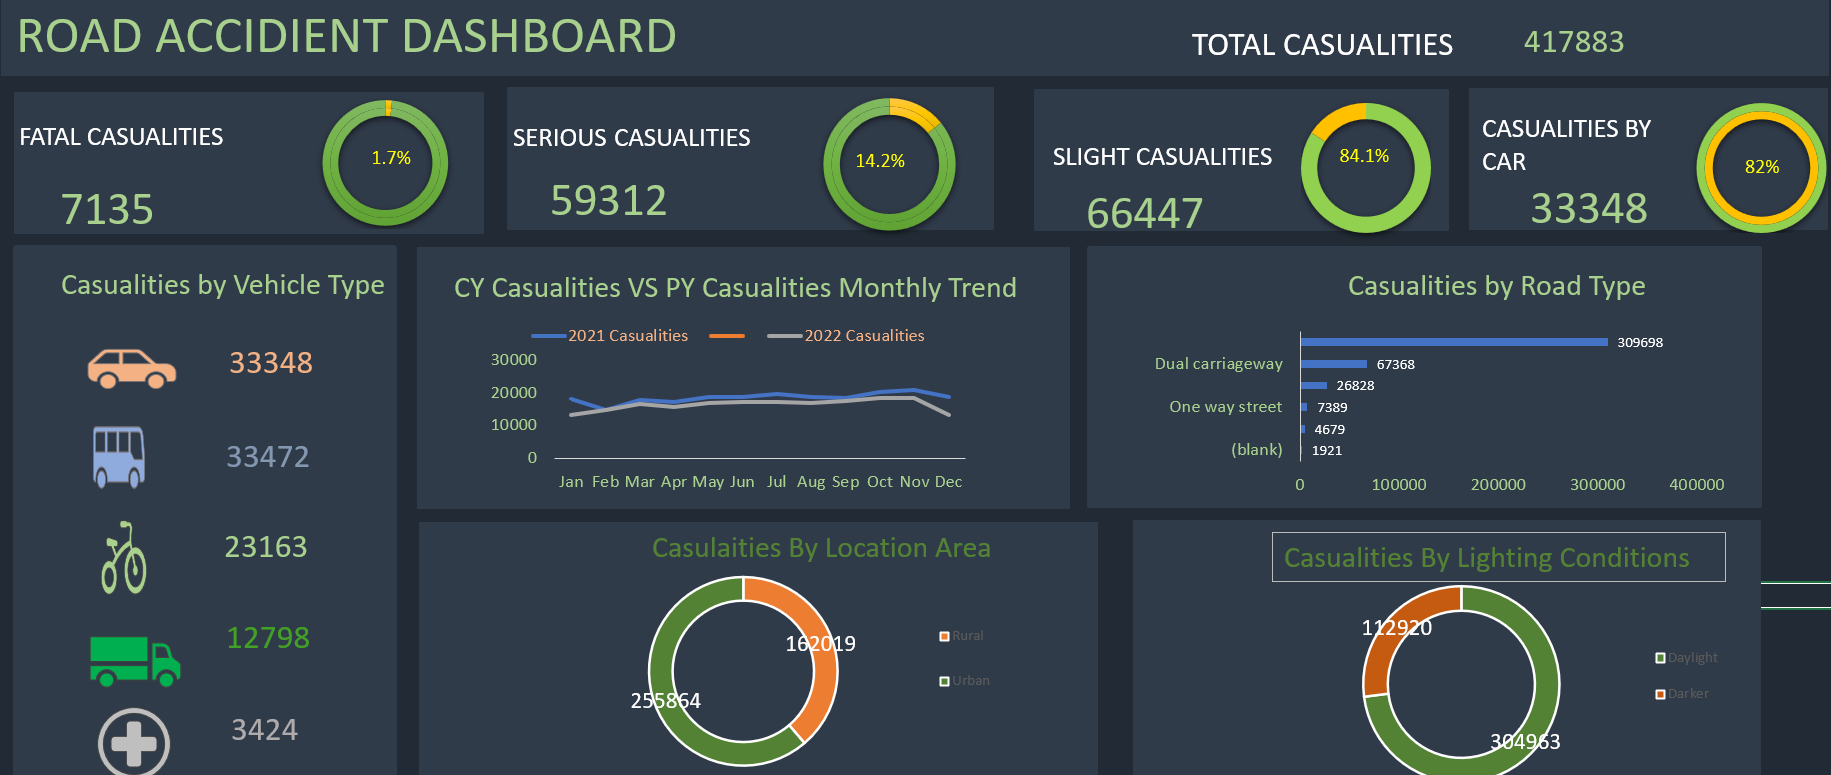 ROAD ACCIDIENT DASHBOARD
TOTAL CASUALITIES 417883
FATAL CASUALITIES
1.7%
7135
SERIOUS CASUALITIES
14.2%
59312
SLIGHT CASUALITIES
84.1%
66447
CASUALITIES BY
CAR
82%
33348
Casualities by Vehicle Type
33348
33472
23163
12798
3424
CY Casualities VS PY Casualities Monthly Trend
2021 Casualities 2022 Casualities
30000
20000
10000
0
Jan Feb Mar Apr May Jun Jul Aug Sep Oct Nov Dec
Casualities by Road Type
309698
Dual carriageway 67368
26828
One way street 7389
4679
(blank) 1921
0 100000 200000 300000 400000
Casulaities By Location Area
162019
255864
Rural
Urban
Casualities By Lighting Conditions
112920
304963
Daylight
Darker